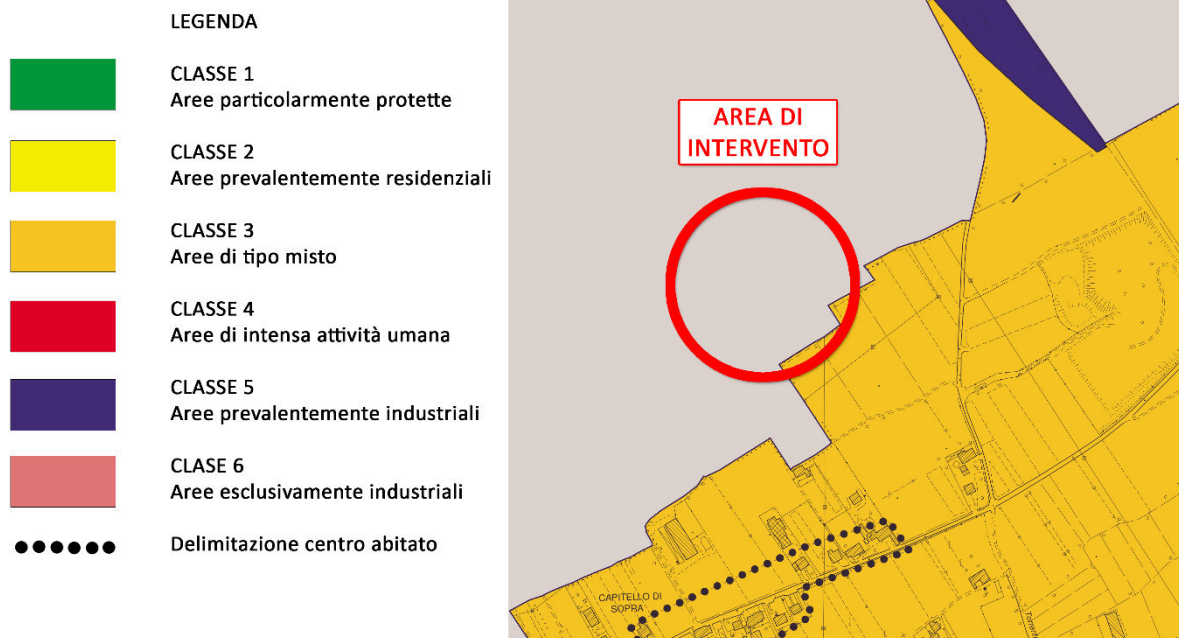 LEGENDA
CLASSE 1
Aree particolarmente protette
CLASSE 2
Aree prevalentemente residenziali
CLASSE 3
Aree di tipo misto
CLASSE 4
Aree di intensa attività umana
CLASSE 5
Aree prevalentemente industriali
CLASE 6
Aree esclusivamente industriali
Delimitazione centro abitato
AREA DI
INTERVENTO
CAPITELLO DI
SOPRA